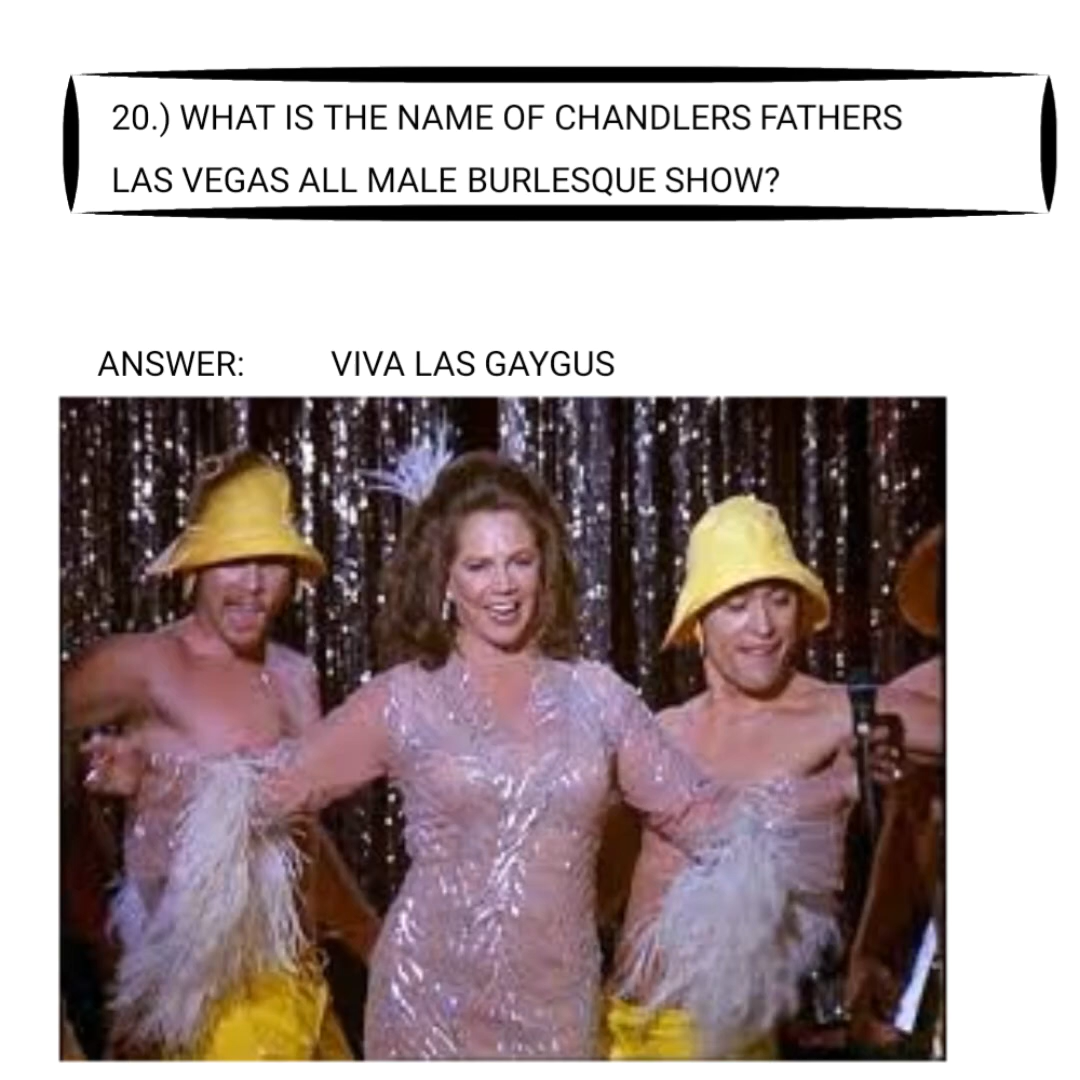 20.) WHAT IS THE NAME OF CHANDLERS FATHERS
LAS VEGAS ALL MALE BURLESQUE SHOW?
ANSWER: VIVA LAS GAYGUS